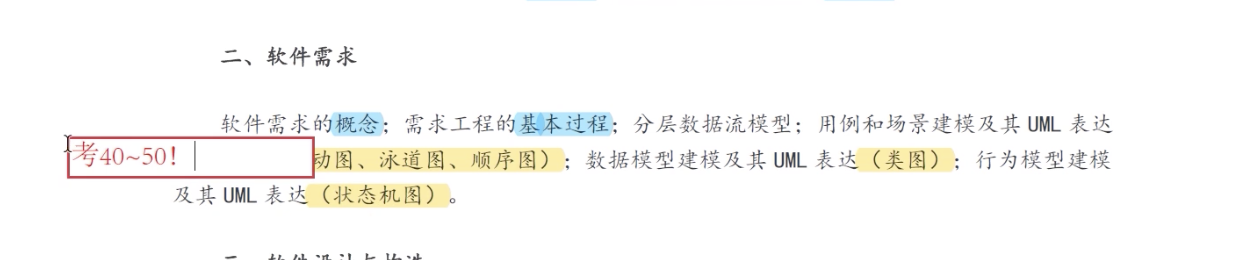 二、软件需求
软件需求的概念；需求工程的基本过程；分层数据流模型；用例和场景建模及其 UML 表达
考40~50！
动图、泳道图、顺序图）；数据模型建模及其 UML 表达（类图）；行为模型建模
及其 UML 表达（状态机图）。